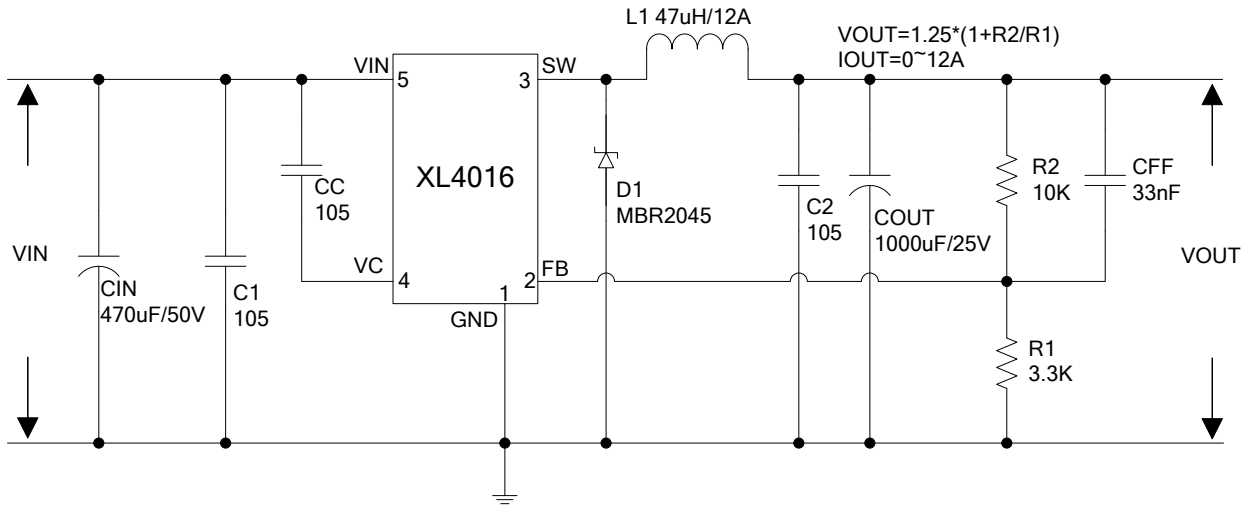 L1 47uH/12A
VOUT=1.25*(1+R2/R1)
IOUT=0~12A
VIN
5
3
SW
XL4016
CC
105
D1
MBR2045
C2
105
COUT
1000uF/25V
R2
10K
CFF
33nF
VIN
VOUT
VC
4
2
FB
CIN
470uF/50V
C1
105
1
GND
R1
3.3K